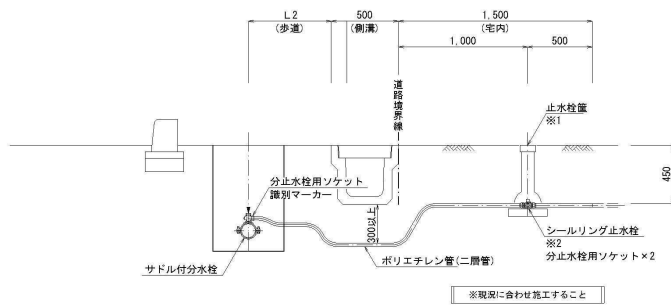 L2
(歩道)
500
(側溝)
1,500
(宅内)
1,000
500
道路境界線
止水栓筐
※1
450
分止水栓用ソケット
識別マーカー
300以上
サドル付分水栓
ポリエチレン管(二層管)
シールリング止水栓
※2
分止水栓用ソケット×2
※現況に合わせ施工すること